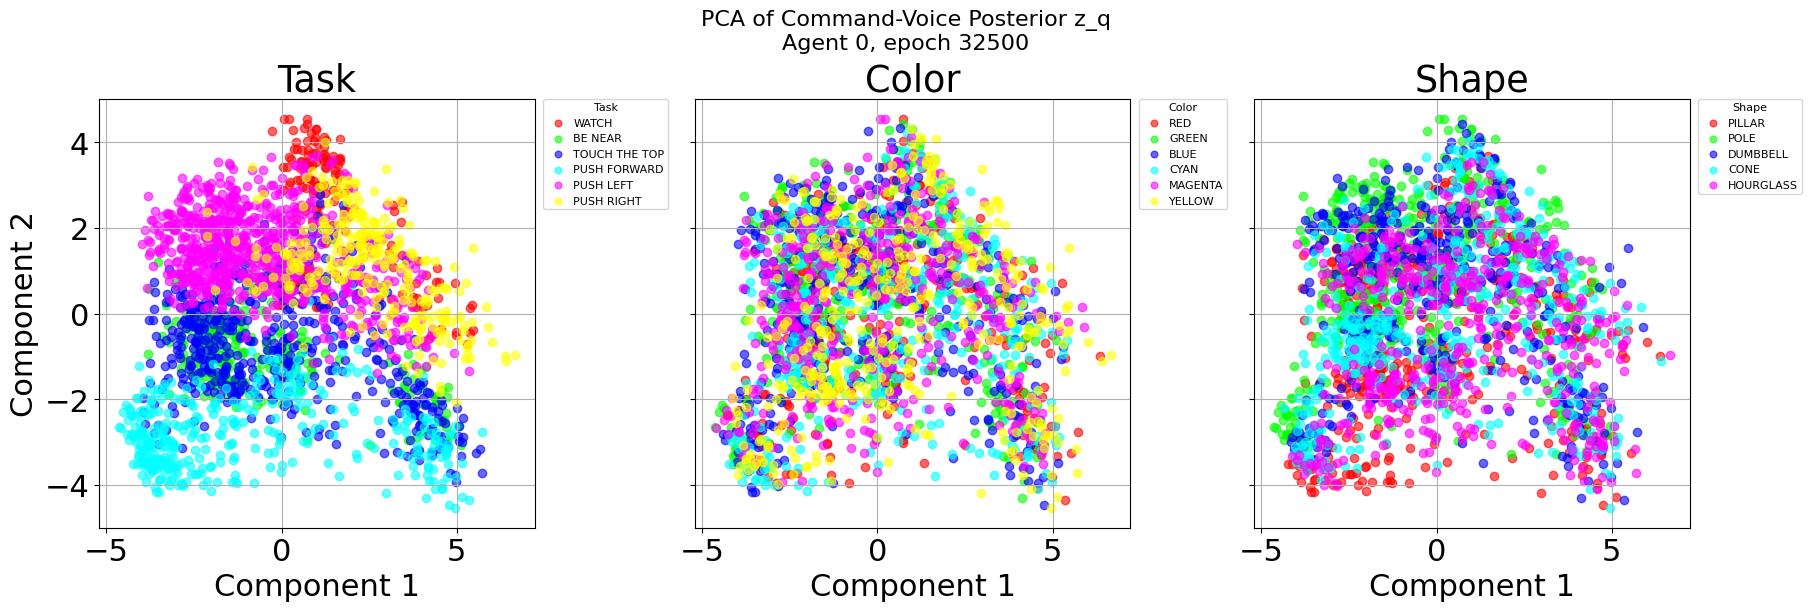 PCA of Command-Voice Posterior z_q
Agent 0, epoch 32500
Task
Color
Shape
Component 2
4
2
0
−2
−4
−5
0
5
Component 1
−5
0
5
Component 1
−5
0
5
Component 1
Task
WATCH
BE NEAR
TOUCH THE TOP
PUSH FORWARD
PUSH LEFT
PUSH RIGHT
Color
RED
GREEN
BLUE
CYAN
MAGENTA
YELLOW
Shape
PILLAR
POLE
DUMBBELL
CONE
HOURGLASS